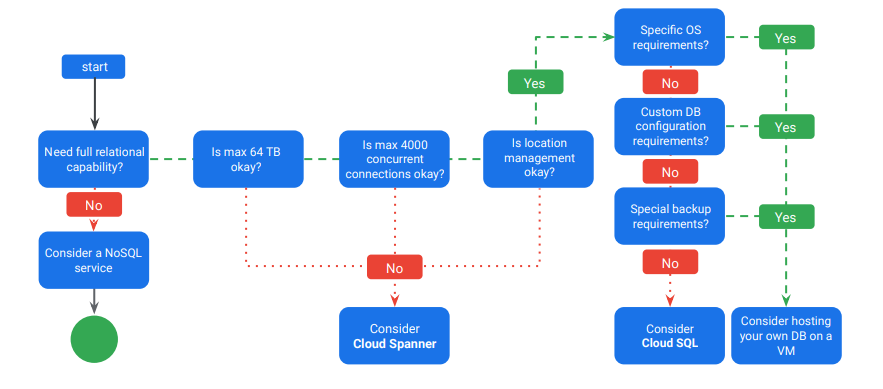 start
Need full relational
capability?
No
Consider a NoSQL
service
Is max 64 TB
okay?
Is max 4000
concurrent
connections okay?
Is location
management
okay?
No
Consider
Cloud Spanner
Yes
Specific OS
requirements?
Yes
No
Custom DB
configuration
requirements?
Yes
No
Special backup
requirements?
Yes
No
Consider
Cloud SQL
Consider hosting
your own DB on a
VM